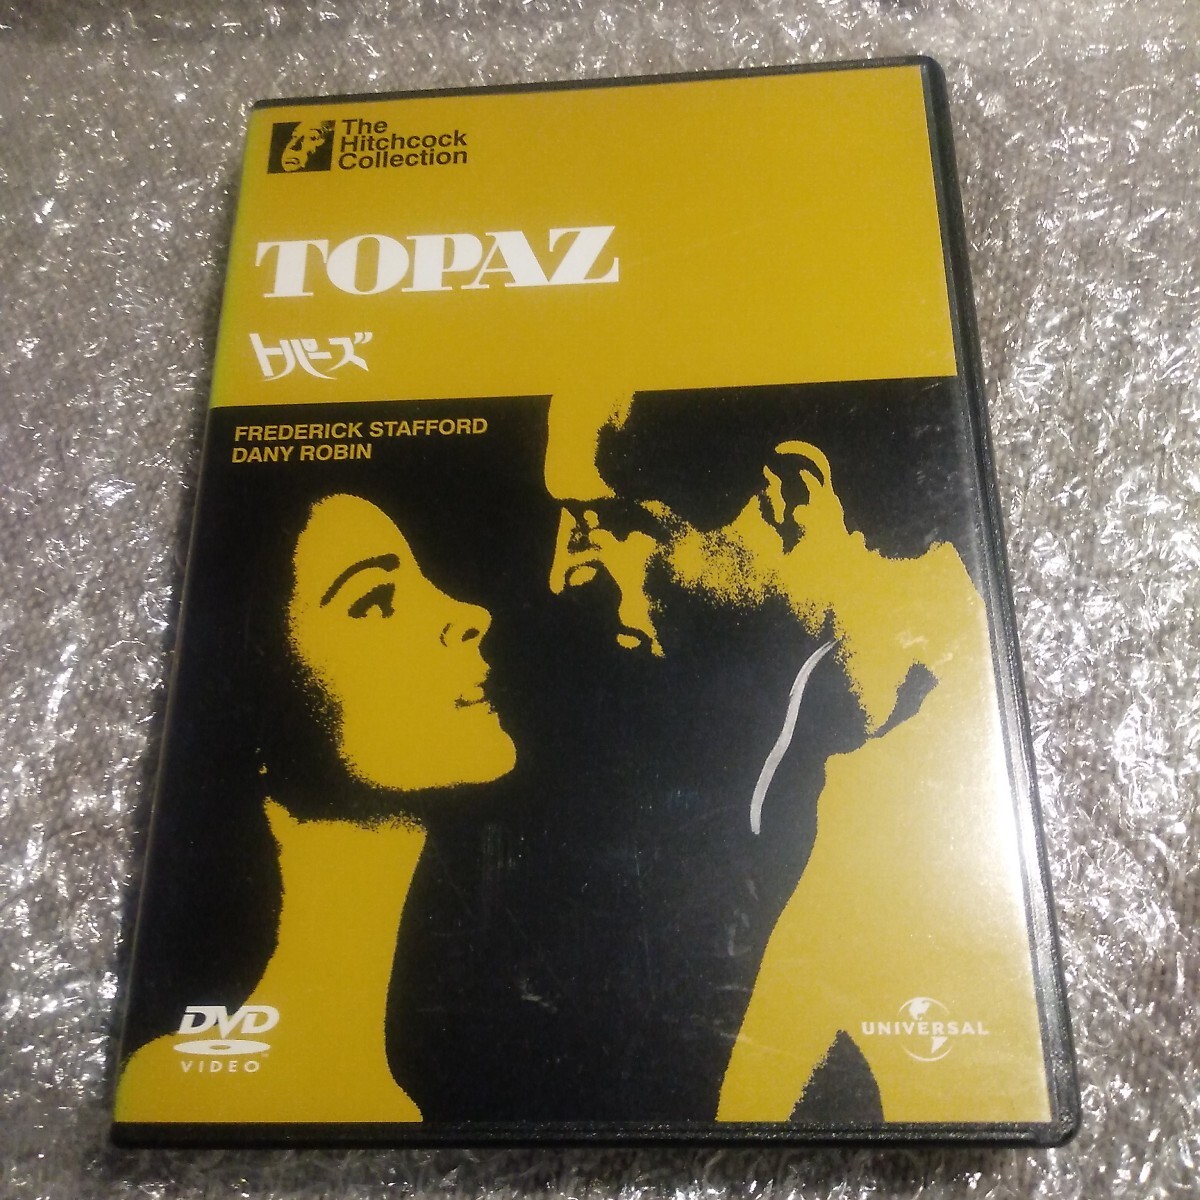 The
Hitchcock
Collection
TOPAZ
トパーズ
FREDERICK STAFFORD
DANY ROBIN
DVD
VIDEO
UNIVERSAL